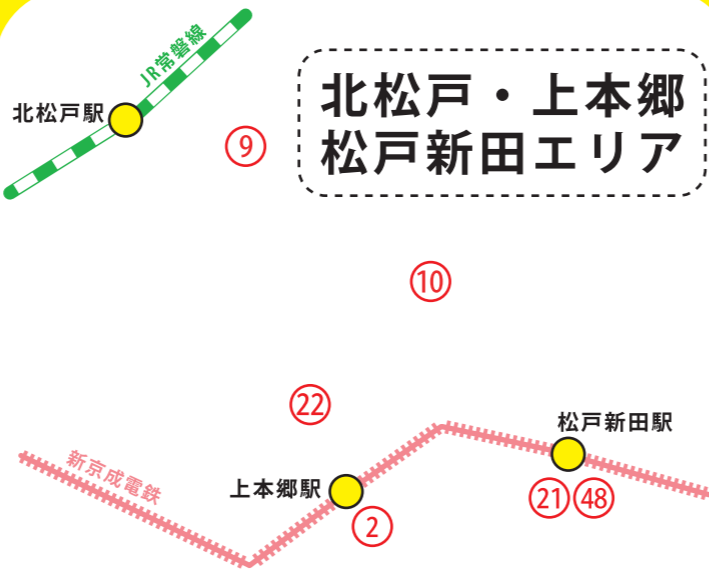 JR常磐線
北松戸駅
⑨
北松戸・上本郷
松戸新田エリア
⑩
㉒
松戸新田駅
新京成電鉄
上本郷駅
②
㉑㊽